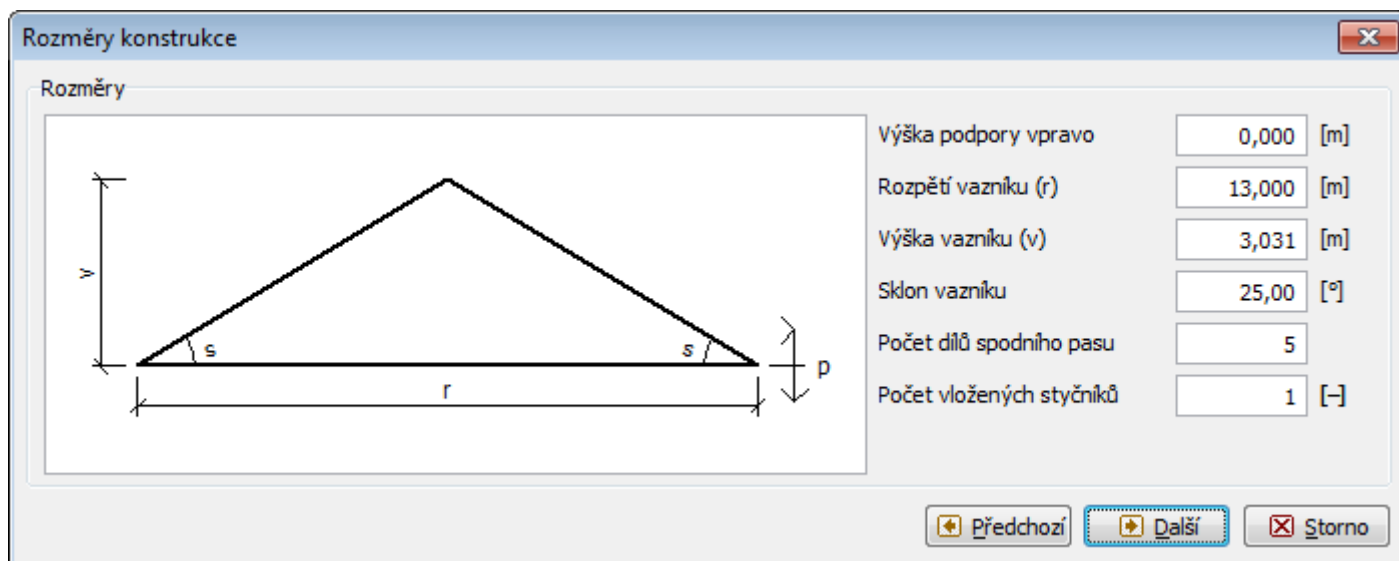 Rozměry konstrukce
Rozměry
Výška podpory vpravo 0,000 [m]
Rozpětí vazníku (r) 13,000 [m]
Výška vazníku (v) 3,031 [m]
Sklon vazníku 25,00 [°]
Počet dílů spodního pasu 5
Počet vložených styčníků 1 [--]
v
s s
p
r
Předchozí Další Storno